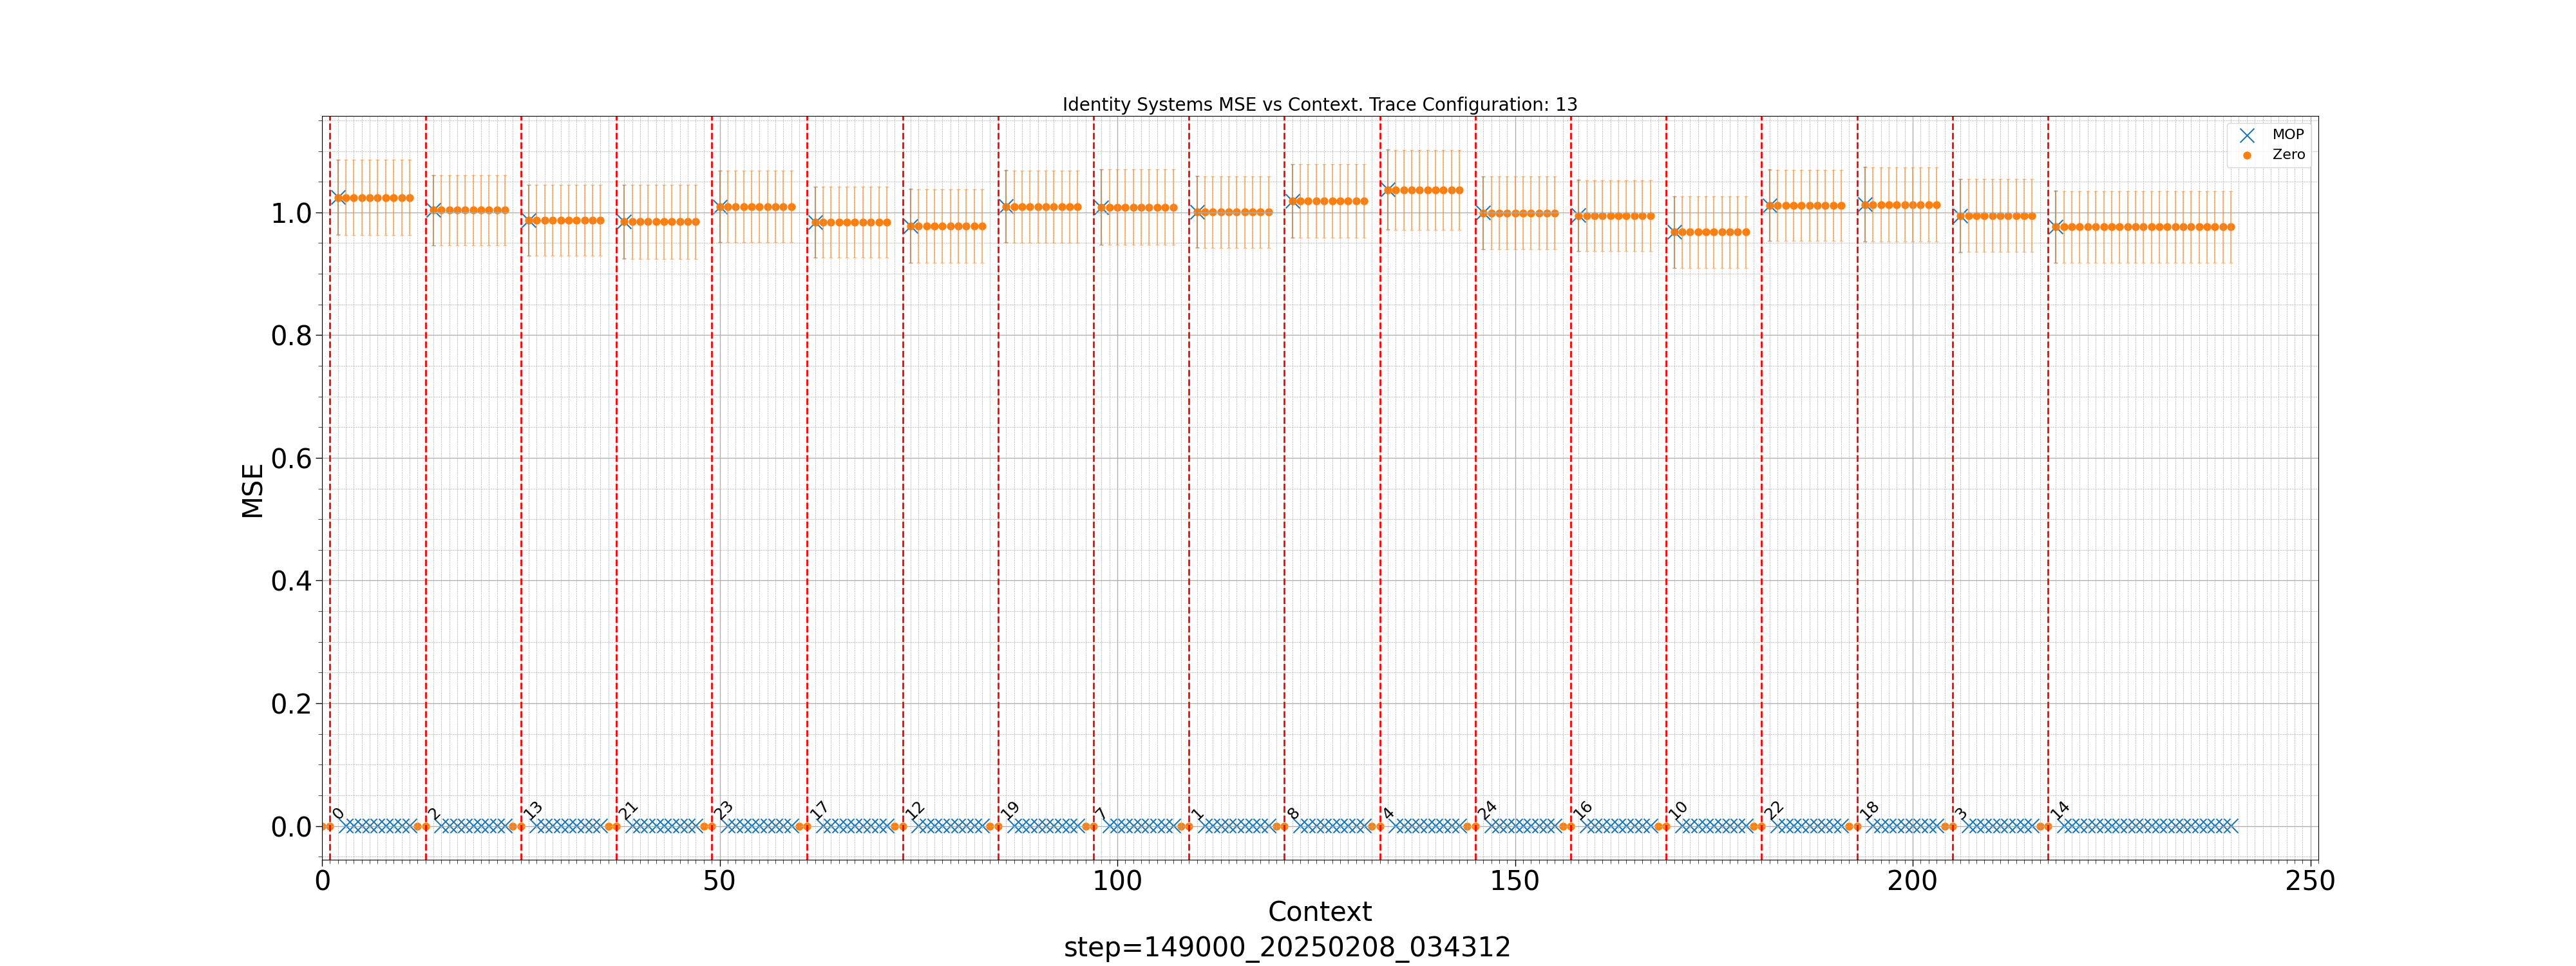 Identity Systems MSE vs Context. Trace Configuration: 13
MOP
Zero
1.0
0.8
0.6
0.4
0.2
0.0
MSE
0 2 13 21 23 17 12 19 7 1 8 4 24 16 10 22 18 3 14
0 50 100 150 200 250
Context
step=149000_20250208_034312